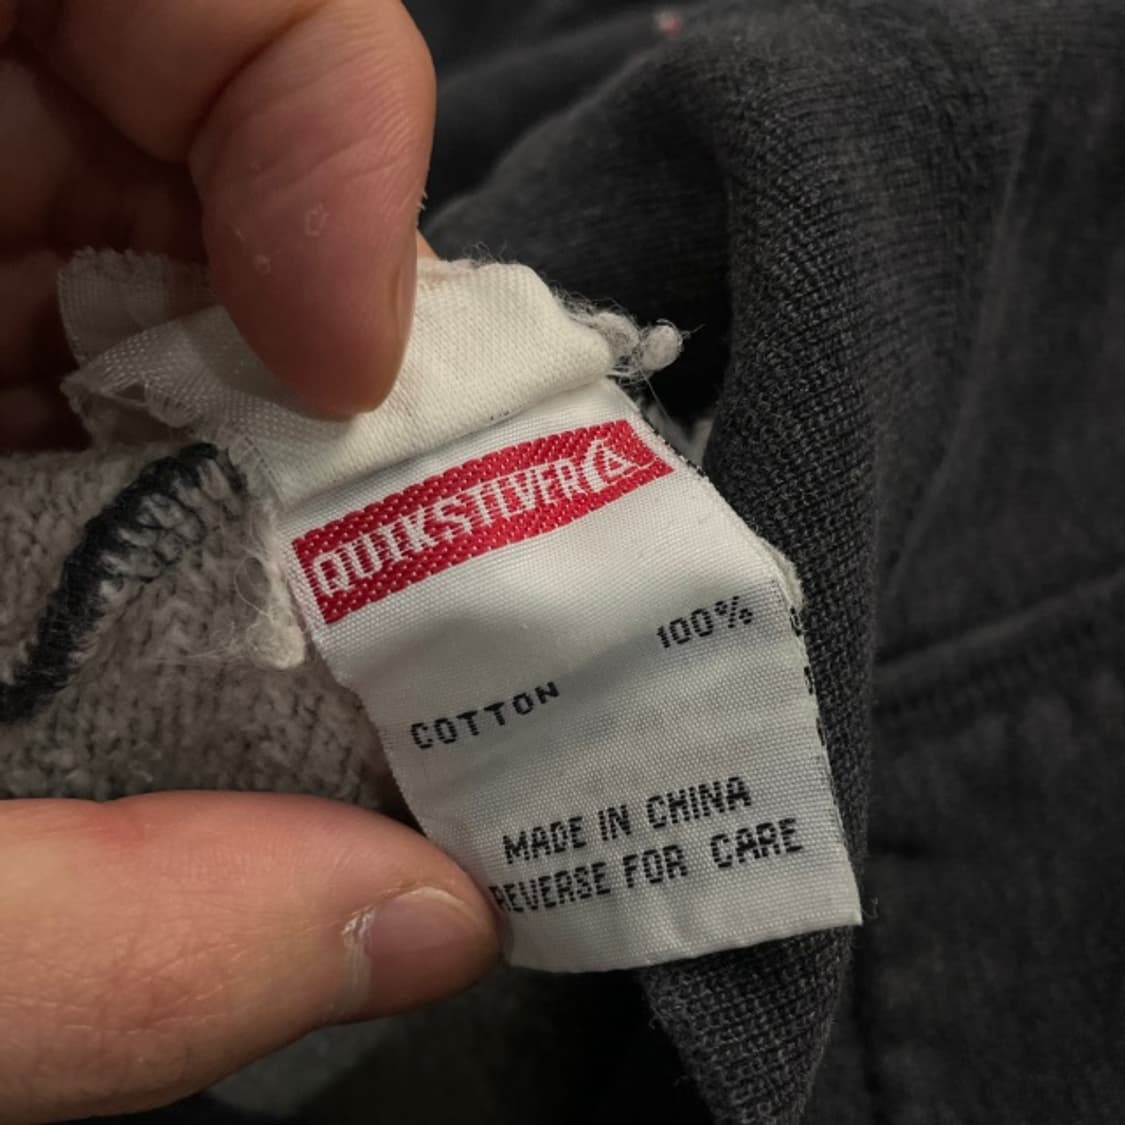 QUIKSILVER
100%
COTTON
MADE IN CHINA
REVERSE FOR CARE